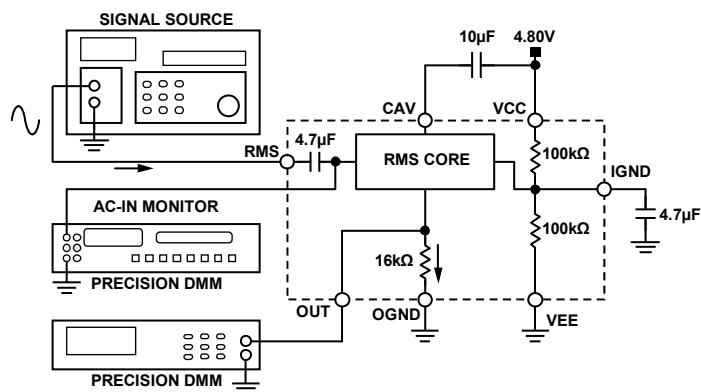 SIGNAL SOURCE
10µF
4.80V
CAV
VCC
4.7µF
RMS
RMS CORE
100kΩ
IGND
AC-IN MONITOR
4.7µF
100kΩ
16kΩ
PRECISION DMM
OUT
OGND
VEE
PRECISION DMM